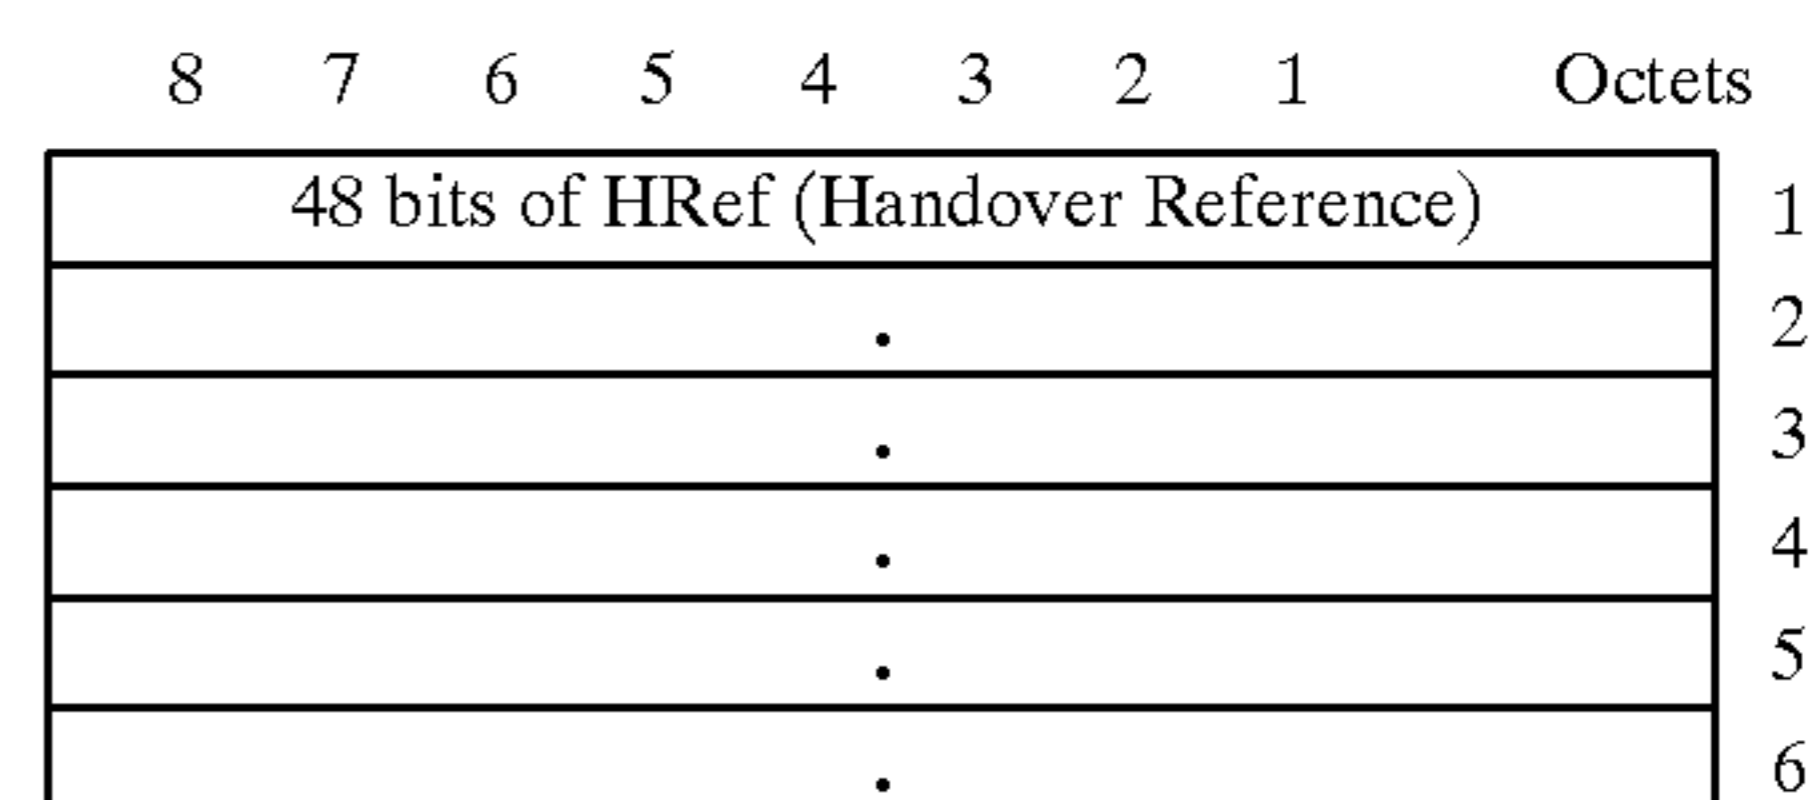 8 7 6 5 4 3 2 1 Octets
48 bits of HRef (Handover Reference) 1
. 2
. 3
. 4
. 5
. 6